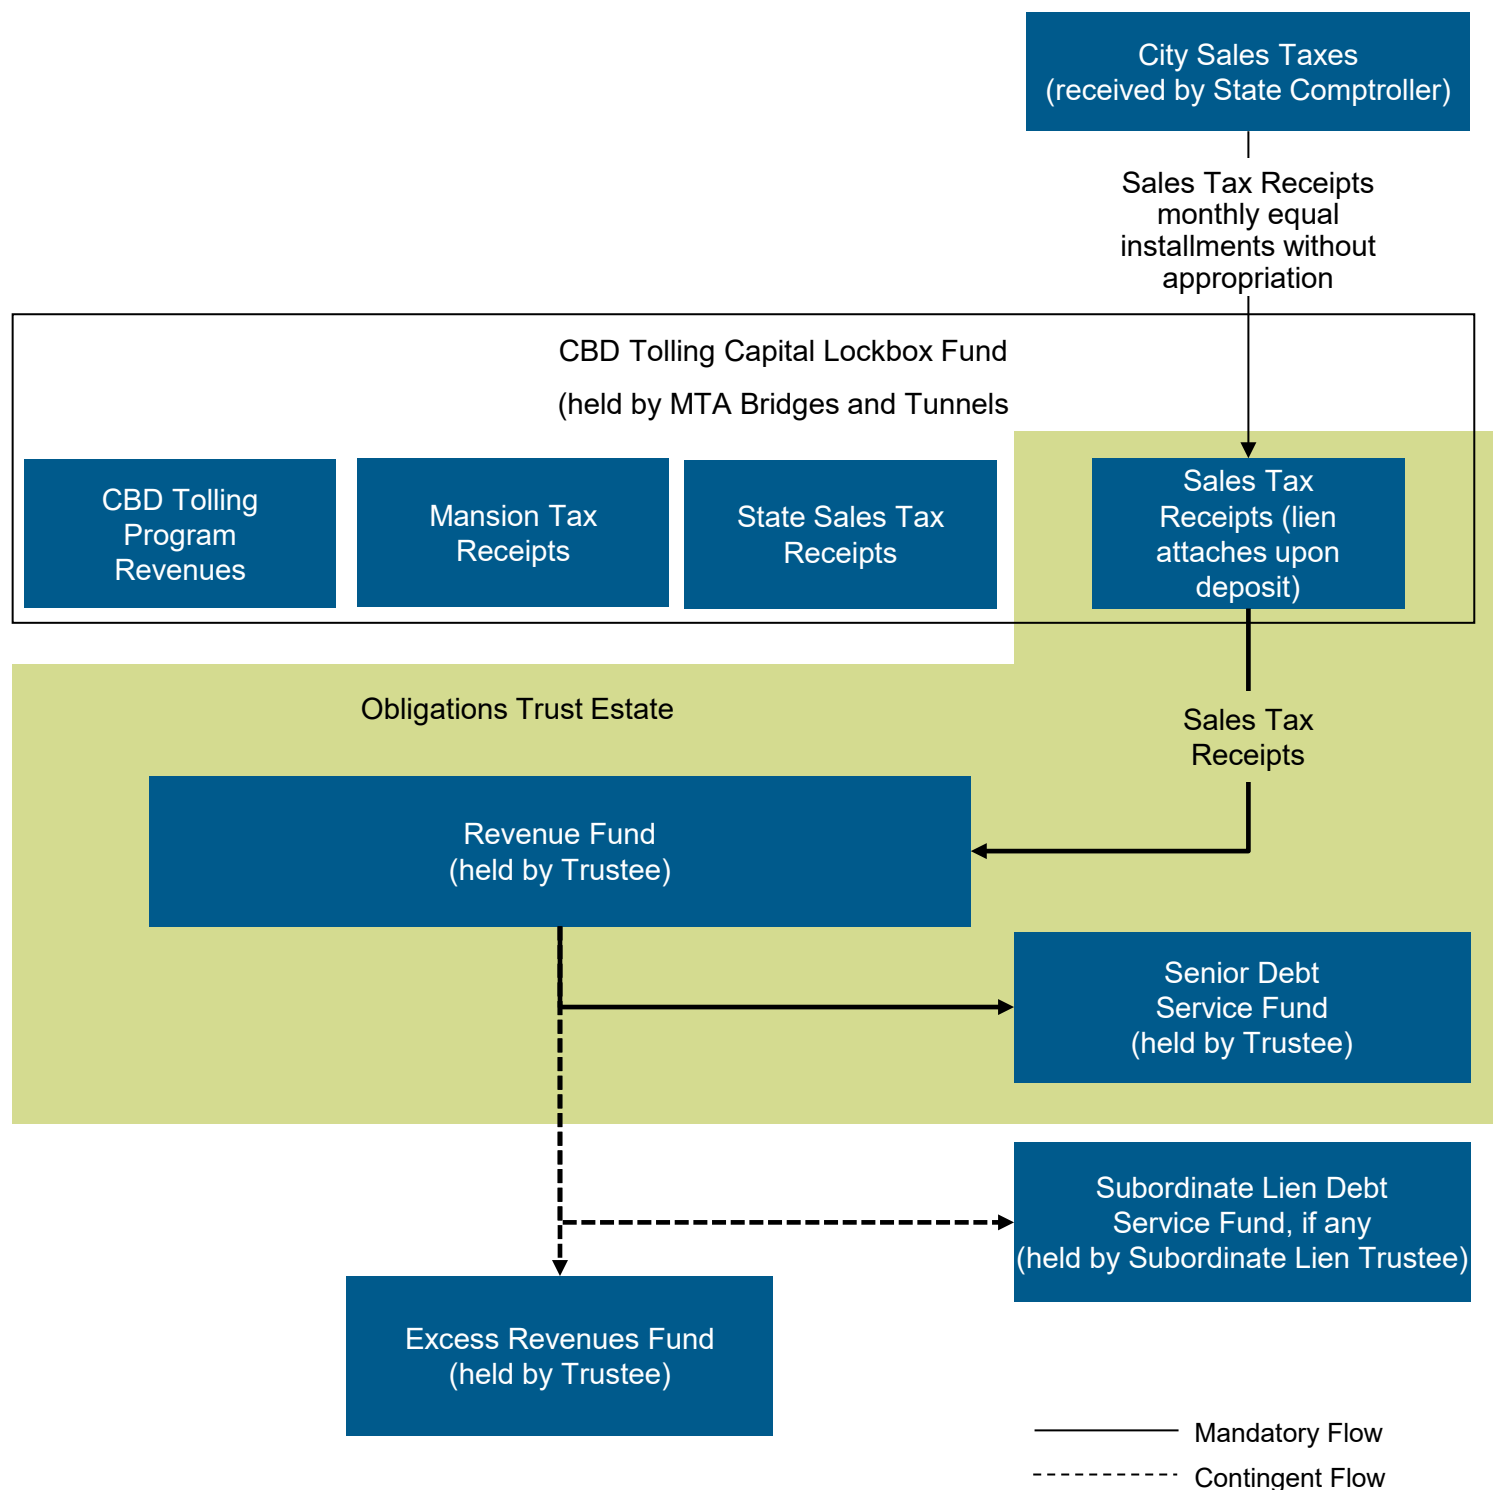 City Sales Taxes
(received by State Comptroller)
Sales Tax Receipts
monthly equal
installments without
appropriation
CBD Tolling Capital Lockbox Fund
(held by MTA Bridges and Tunnels
CBD Tolling
Program
Revenues
Mansion Tax
Receipts
State Sales Tax
Receipts
Sales Tax
Receipts (lien
attaches upon
deposit)
Obligations Trust Estate
Sales Tax
Receipts
Revenue Fund
(held by Trustee)
Senior Debt
Service Fund
(held by Trustee)
Subordinate Lien Debt
Service Fund, if any
(held by Subordinate Lien Trustee)
Excess Revenues Fund
(held by Trustee)
Mandatory Flow
Contingent Flow